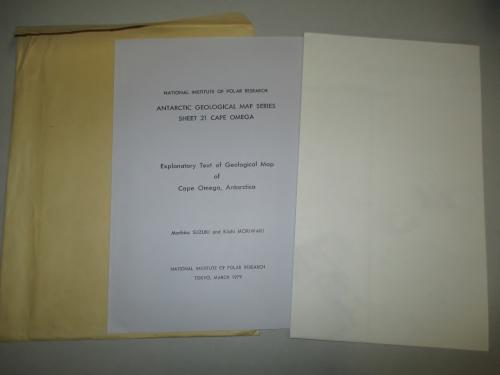 NATIONAL INSTITUTE OF POLAR RESEARCH
ANTARCTIC GEOLOGICAL MAP SERIES
SHEET 21 CAPE OMEGA
Explanatory Text of Geological Map
of
Cape Omega, Antarctica
Morihisa SUZUKI and Kiichi MORIWAKI
NATIONAL INSTITUTE OF POLAR RESEARCH
TOKYO, MARCH 1979